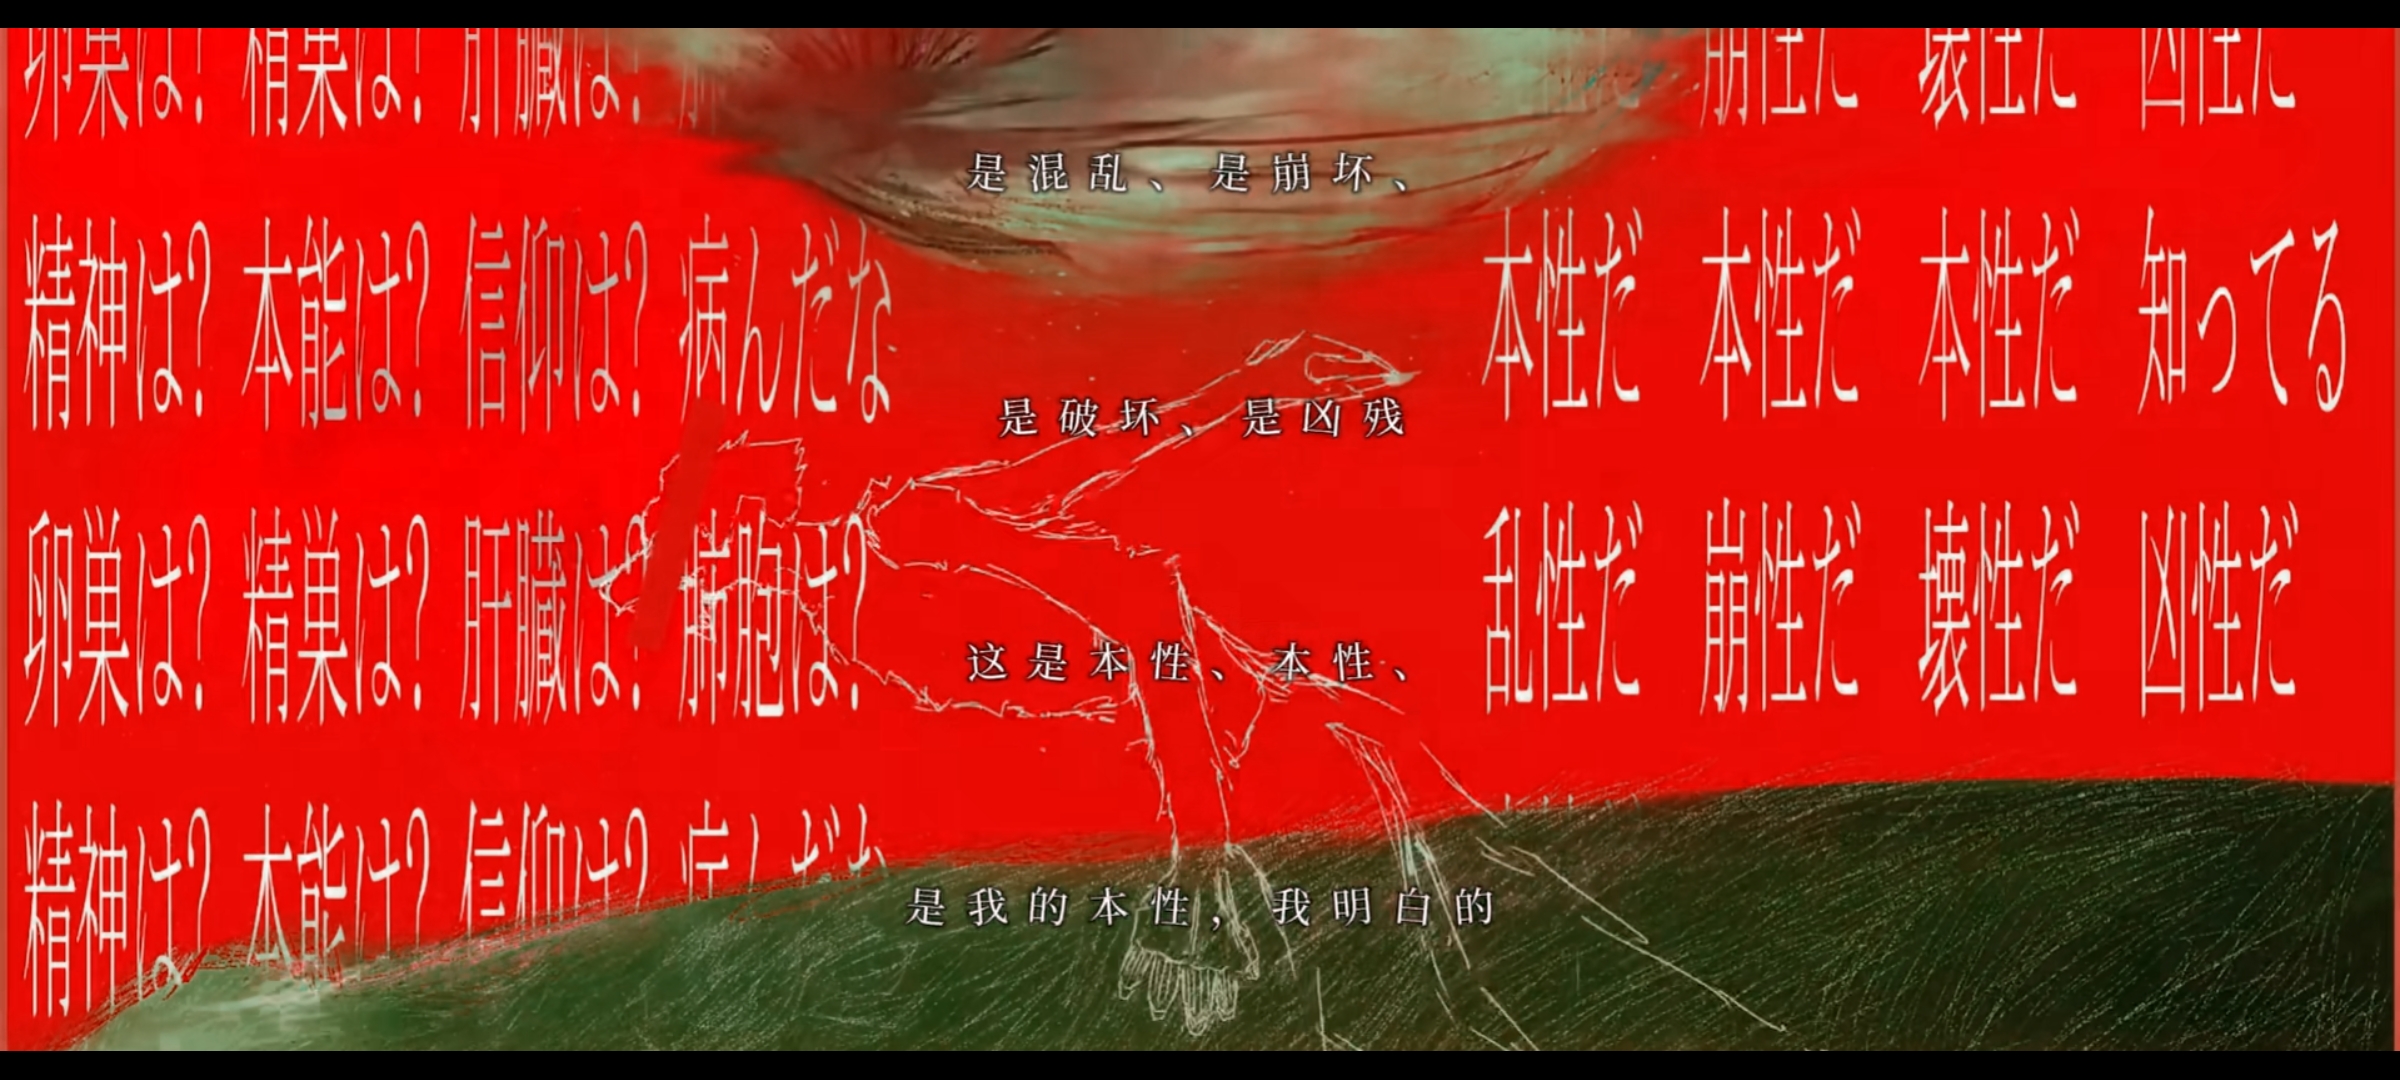 卵巣は? 精巣は? 肝臓は?
精神は? 本能は? 信仰は? 病んだな
卵巣は? 精巣は? 肝臓は? 肺胞は?
精神は? 本能は? 信仰は? 病んだな
是混乱、是崩坏、
是破坏、是凶残
这是本性、本性、
是我的本性，我明白的
崩性だ 壊性だ 凶性だ
本性だ 本性だ 本性だ 知ってる
乱性だ 崩性だ 壊性だ 凶性だ